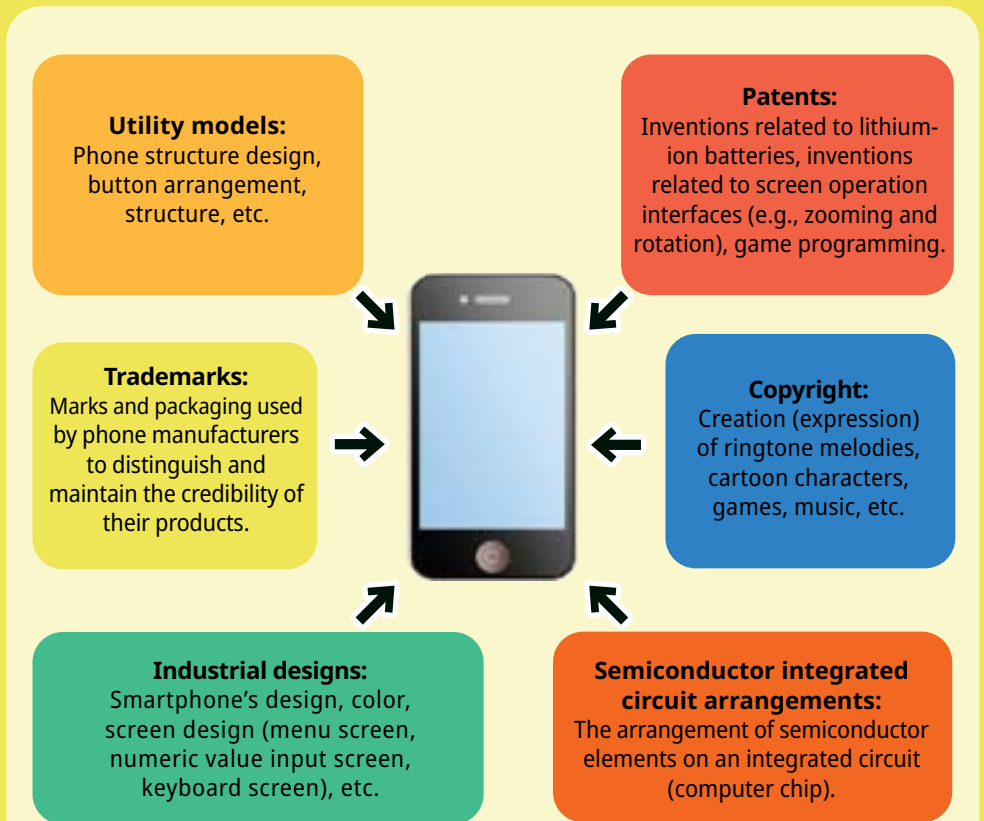 Utility models:
Phone structure design,
button arrangement,
structure, etc.
Patents:
Inventions related to lithium-
ion batteries, inventions
related to screen operation
interfaces (e.g., zooming and
rotation), game programming.
Trademarks:
Marks and packaging used
by phone manufacturers
to distinguish and
maintain the credibility of
their products.
Copyright:
Creation (expression)
of ringtone melodies,
cartoon characters,
games, music, etc.
Industrial designs:
Smartphone's design, color,
screen design (menu screen,
numeric value input screen,
keyboard screen), etc.
Semiconductor integrated
circuit arrangements:
The arrangement of semiconductor
elements on an integrated circuit
(computer chip).